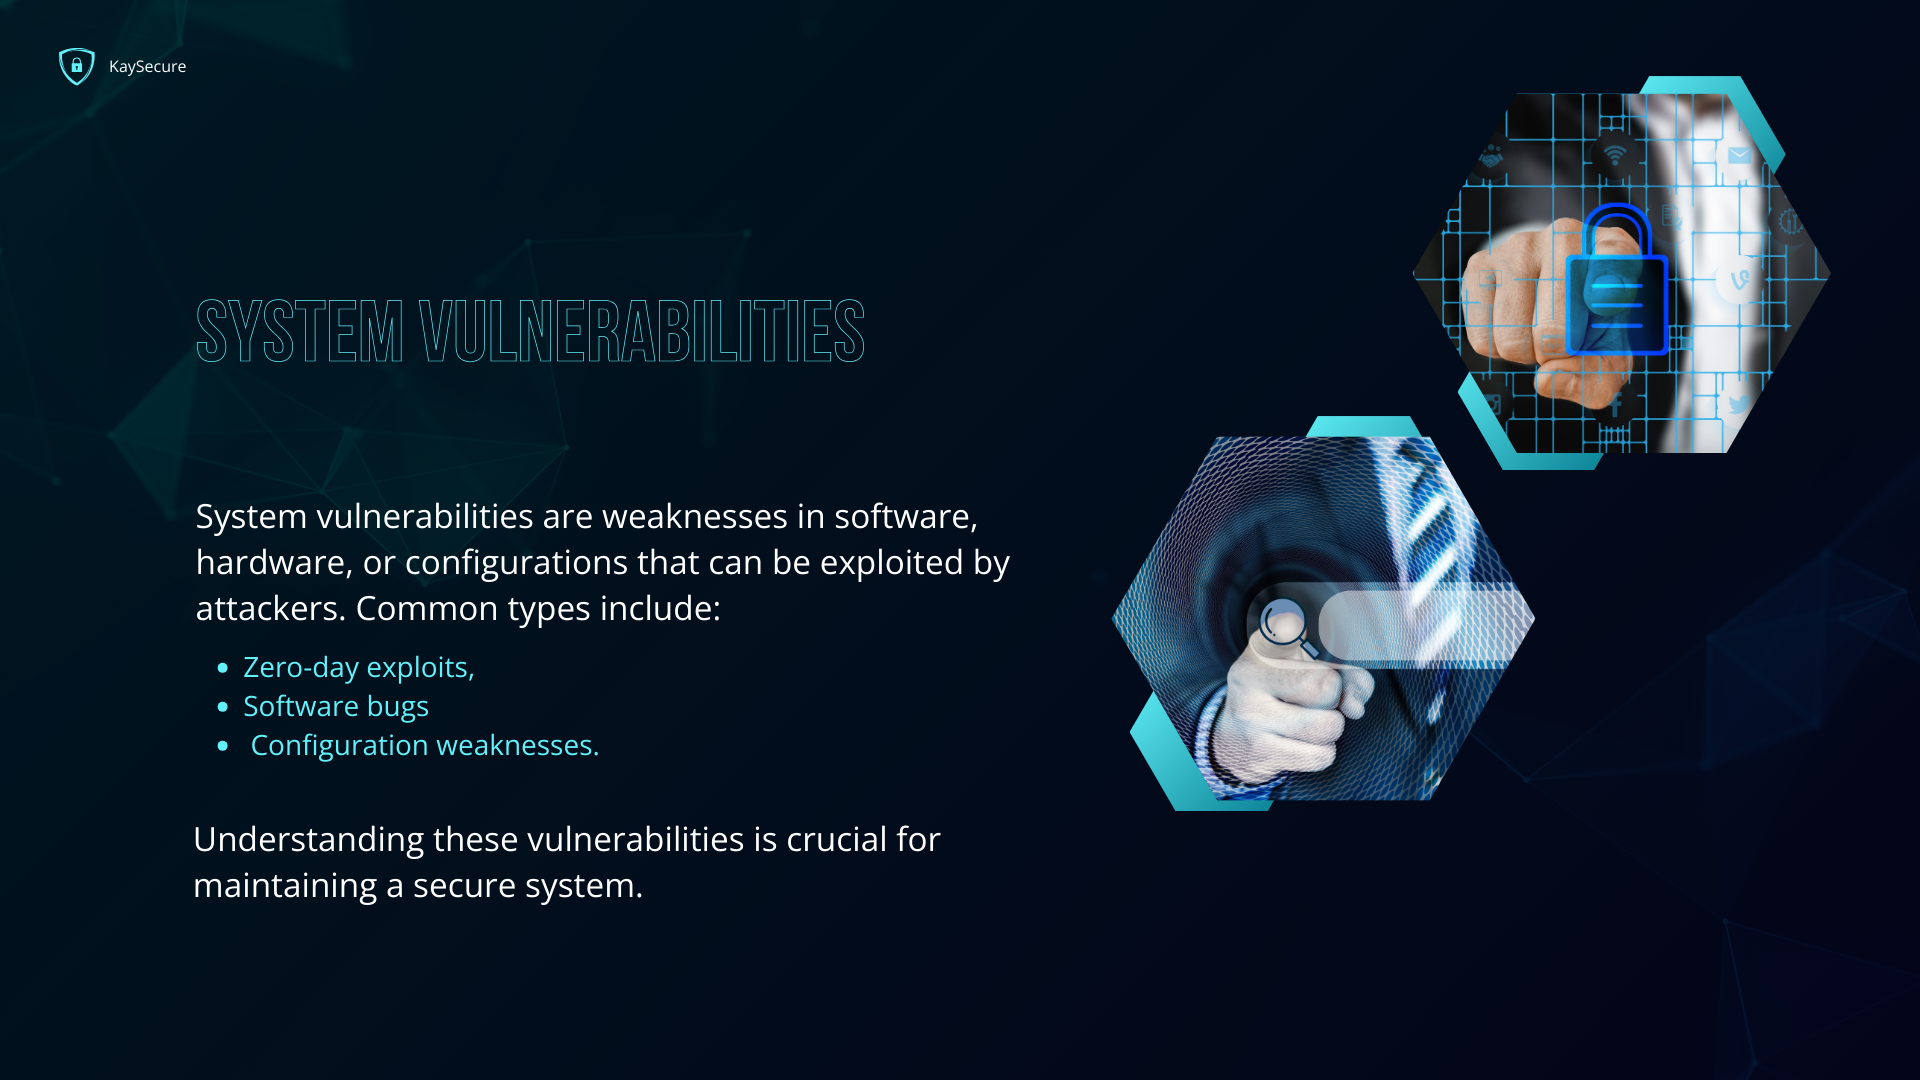 KaySecure
SYSTEM VULNERABILITIES
System vulnerabilities are weaknesses in software,
hardware, or configurations that can be exploited by
attackers. Common types include:
• Zero-day exploits,
• Software bugs
• Configuration weaknesses.
Understanding these vulnerabilities is crucial for
maintaining a secure system.